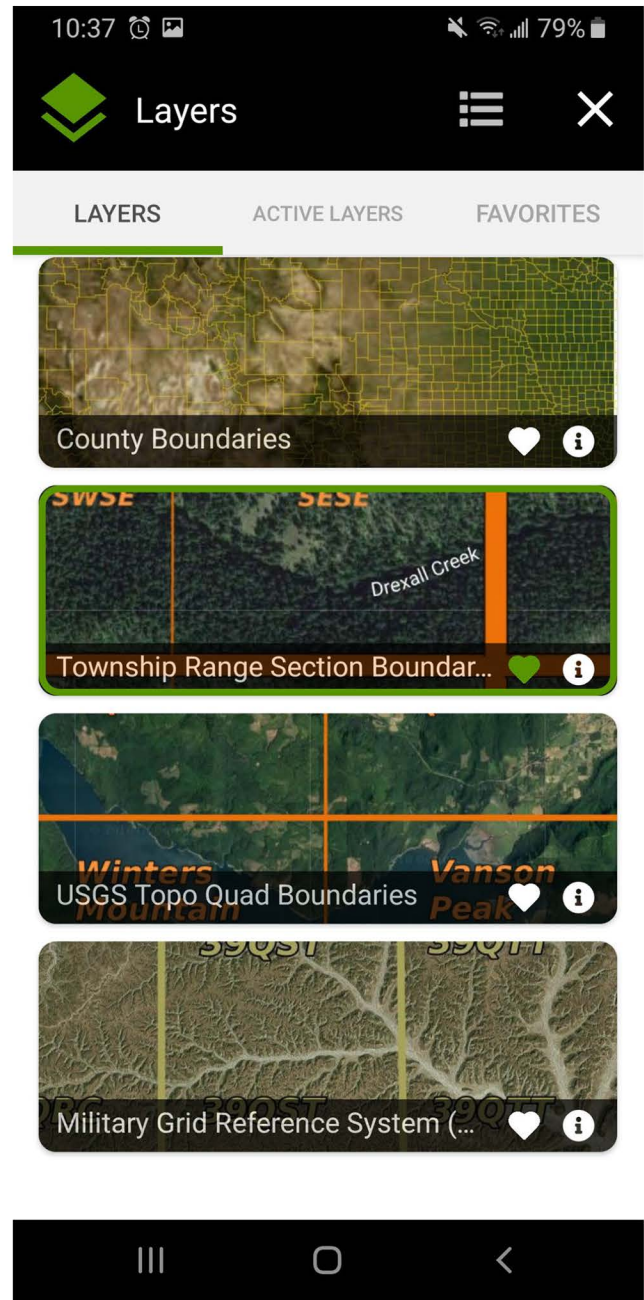 10:37
79%
Layers
LAYERS
ACTIVE LAYERS
FAVORITES
County Boundaries
SWSE
SESE
Drexall Creek
Township Range Section Boundar...
Winters
Mountain
Vanson
Peak
USGS Topo Quad Boundaries
39QST
39QTT
39QST
39QTT
Military Grid Reference System (...